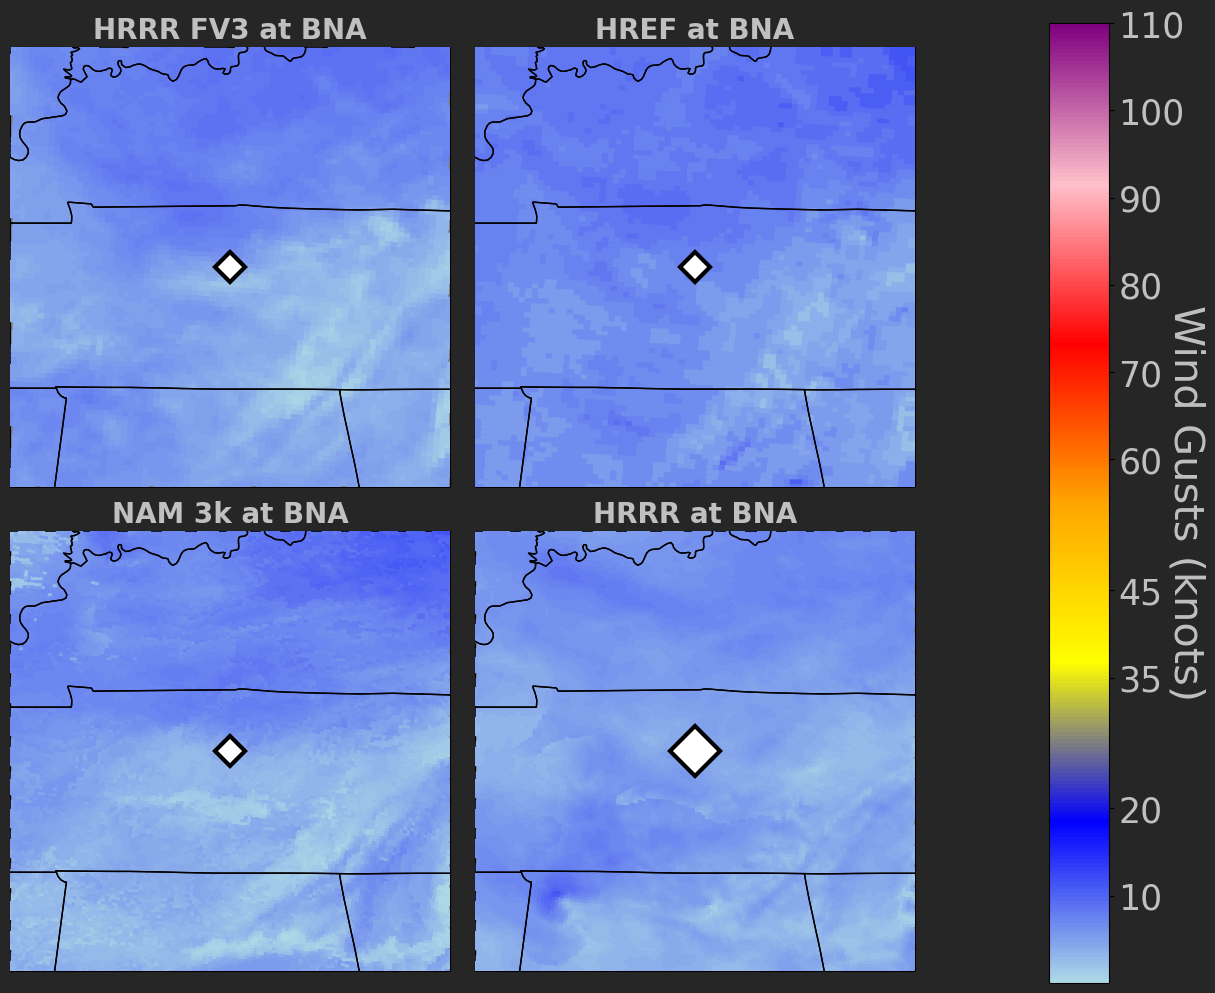 HRRR FV3 at BNA
HREF at BNA
NAM 3k at BNA
HRRR at BNA
110
100
90
80
70
60
45
35
20
10
Wind Gusts (knots)